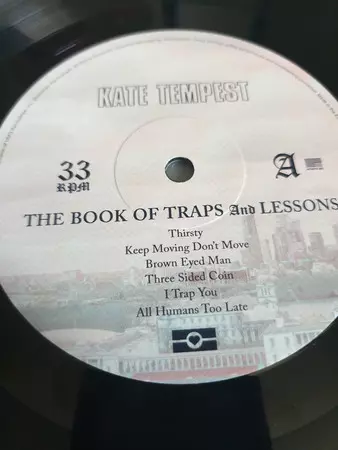 KATE TEMPEST
33
RPM
A
THE BOOK OF TRAPS And LESSONS
Thirsty
Keep Moving Don't Move
Brown Eyed Man
Three Sided Coin
I Trap You
All Humans Too Late